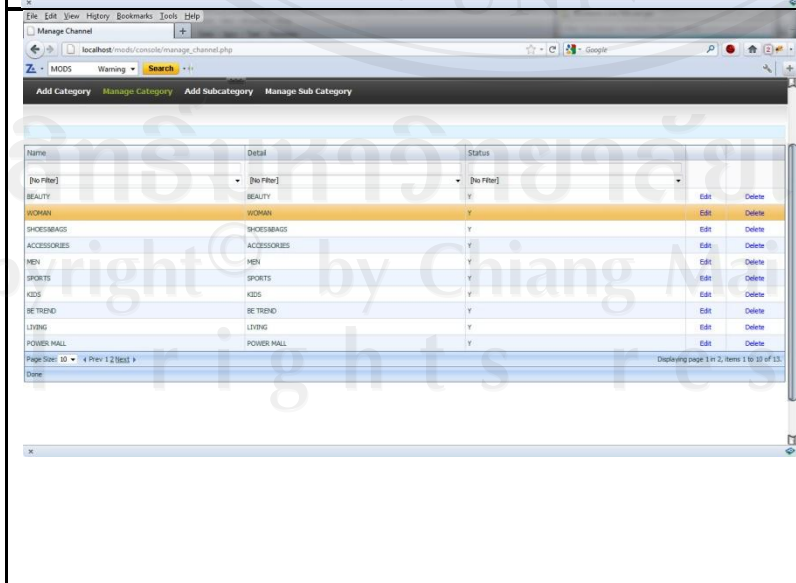 File Edit View History Bookmarks Tools Help
Manage Channel
localhost/mods/console/manage_channel.php
Google
MODS Warning Search
Add Category Manage Category Add Subcategory Manage Sub Category
Name Detail Status
[No Filter] [No Filter] [No Filter]
BEAUTY BEAUTY Y Edit Delete
WOMAN WOMAN Y Edit Delete
SHOES&BAGS SHOES&BAGS Y Edit Delete
ACCESSORIES ACCESSORIES Y Edit Delete
MEN MEN Y Edit Delete
SPORTS SPORTS Y Edit Delete
KIDS KIDS Y Edit Delete
BE TREND BE TREND Y Edit Delete
LIVING LIVING Y Edit Delete
POWER MALL POWER MALL Y Edit Delete
Page Size: 10 Prev 1 2 Next Displaying page 1 in 2, items 1 to 10 of 13.
Done
© by Chiang Mai
rights